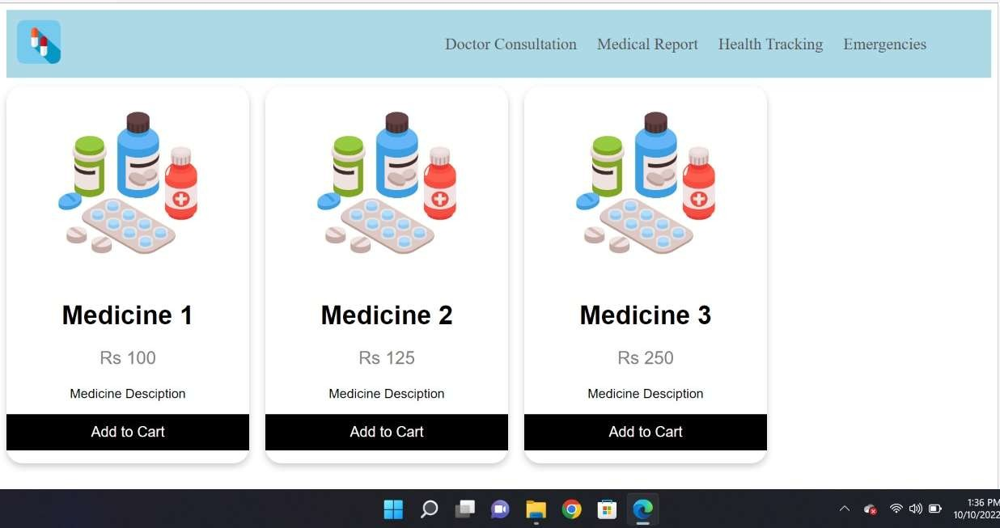 Doctor Consultation Medical Report Health Tracking Emergencies
Medicine 1 Medicine 2 Medicine 3
Rs 100 Rs 125 Rs 250
Medicine Desciption Medicine Desciption Medicine Desciption
Add to Cart Add to Cart Add to Cart
1:36 PM
10/10/2022